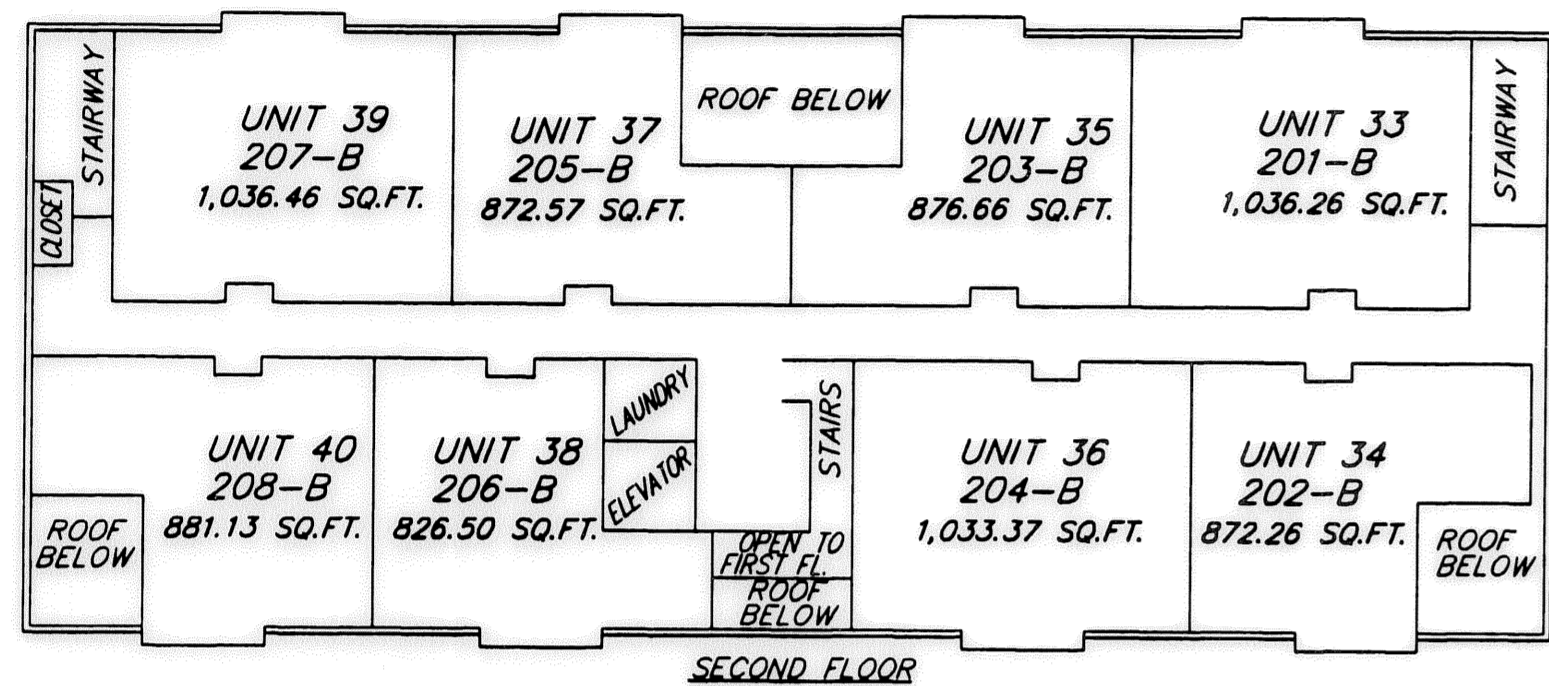 STAIRWAY
CLOSET
UNIT 39
207-B
1,036.46 SQ.FT.
UNIT 37
205-B
872.57 SQ.FT.
ROOF BELOW
UNIT 35
203-B
876.66 SQ.FT.
UNIT 33
201-B
1,036.26 SQ.FT.
STAIRWAY
ROOF
BELOW
UNIT 40
208-B
881.13 SQ.FT.
UNIT 38
206-B
826.50 SQ.FT.
LAUNDRY
ELEVATOR
STAIRS
OPEN TO
FIRST FL.
ROOF
BELOW
UNIT 36
204-B
1,033.37 SQ.FT.
UNIT 34
202-B
872.26 SQ.FT.
ROOF
BELOW
SECOND FLOOR